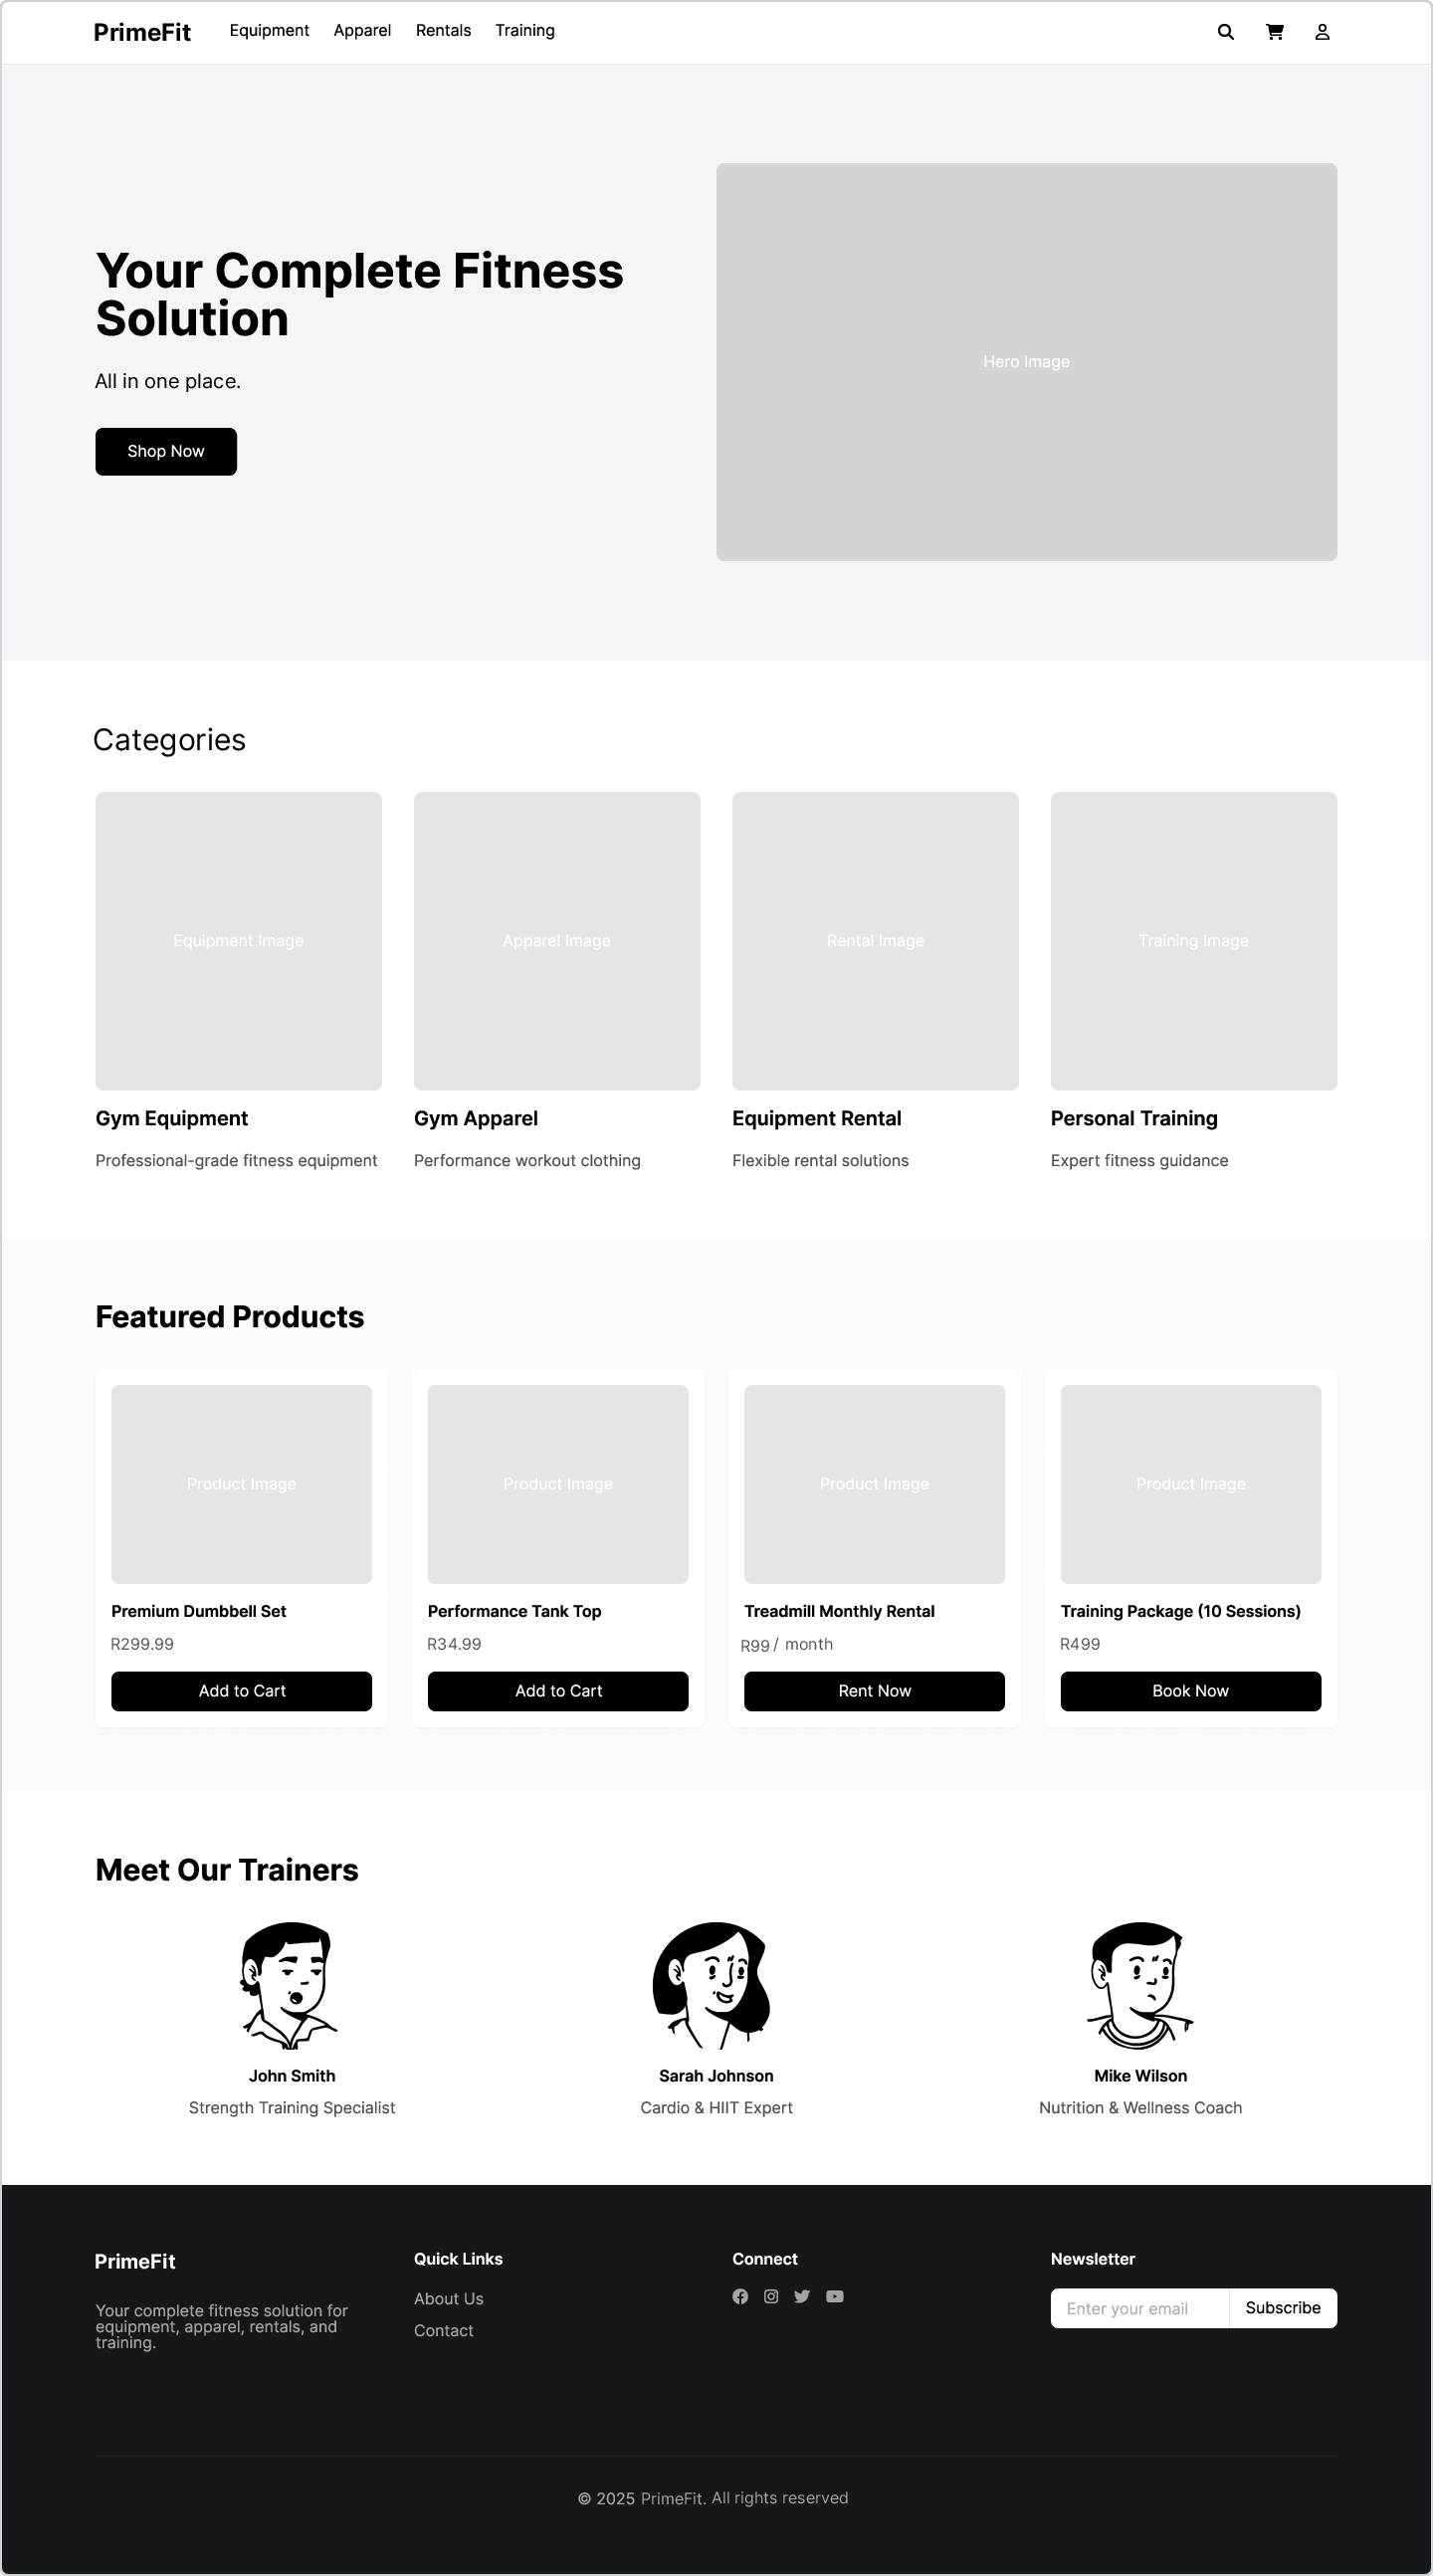 PrimeFit
Equipment
Apparel
Rentals
Training
Your Complete Fitness
Solution
All in one place.
Shop Now
Hero Image
Categories
Equipment Image
Apparel Image
Rental Image
Training Image
Gym Equipment
Gym Apparel
Equipment Rental
Personal Training
Professional-grade fitness equipment
Performance workout clothing
Flexible rental solutions
Expert fitness guidance
Featured Products
Product Image
Product Image
Product Image
Product Image
Premium Dumbbell Set
Performance Tank Top
Treadmill Monthly Rental
Training Package (10 Sessions)
R299.99
R34.99
R99 / month
R499
Add to Cart
Add to Cart
Rent Now
Book Now
Meet Our Trainers
John Smith
Sarah Johnson
Mike Wilson
Strength Training Specialist
Cardio & HIIT Expert
Nutrition & Wellness Coach
PrimeFit
Your complete fitness solution for
equipment, apparel, rentals, and
training.
Quick Links
About Us
Contact
Connect
Newsletter
Enter your email
Subscribe
© 2025 PrimeFit. All rights reserved